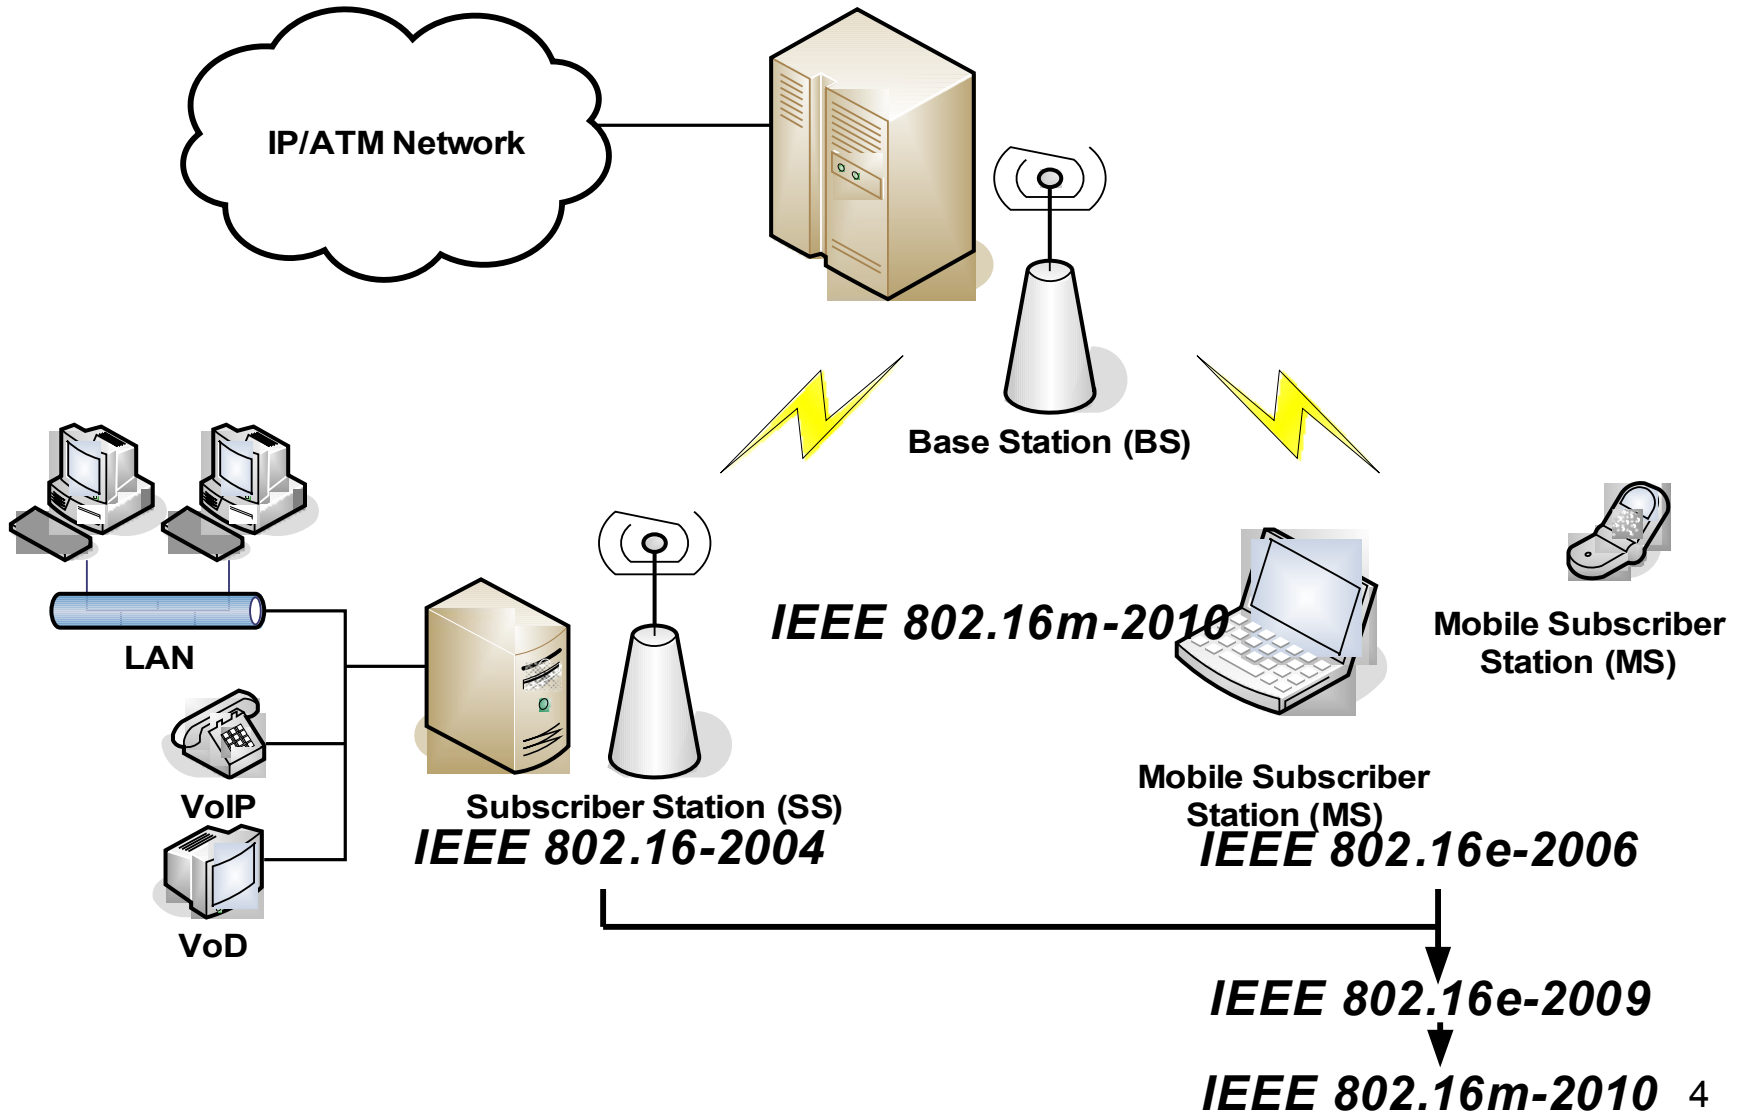 IP/ATM Network
Base Station (BS)
LAN
IEEE 802.16m-2010
Mobile Subscriber
Station (MS)
VoIP
Subscriber Station (SS)
IEEE 802.16-2004
Mobile Subscriber
Station (MS)
IEEE 802.16e-2006
VoD
IEEE 802.16e-2009
IEEE 802.16m-2010
4